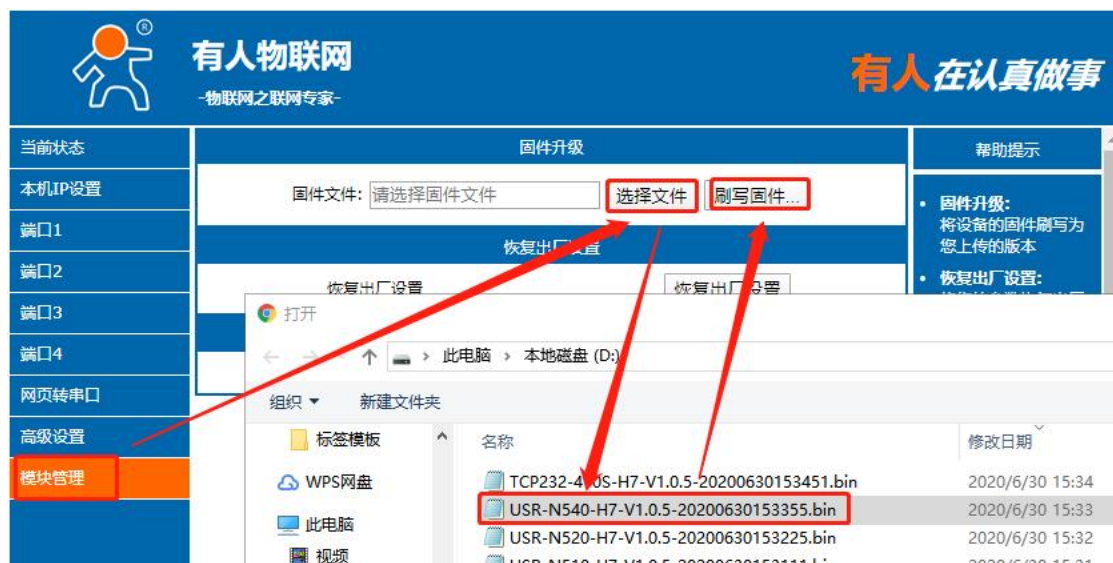 ®
有人物联网
-物联网之联网专家-
有人在认真做事
当前状态
本机IP设置
端口1
端口2
端口3
端口4
网页转串口
高级设置
模块管理
固件升级
固件文件: 请选择固件文件 选择文件 刷写固件...
恢复出厂设置
恢复出厂设置 恢复出厂设置
帮助提示
• 固件升级:
将设备的固件刷写为
您上传的版本
• 恢复出厂设置:
打开
此电脑 › 本地磁盘 (D:)
组织 新建文件夹
标签模板
WPS网盘
此电脑
视频
名称 修改日期
TCP232-410S-H7-V1.0.5-20200630153451.bin 2020/6/30 15:34
USR-N540-H7-V1.0.5-20200630153355.bin 2020/6/30 15:33
USR-N520-H7-V1.0.5-20200630153225.bin 2020/6/30 15:32